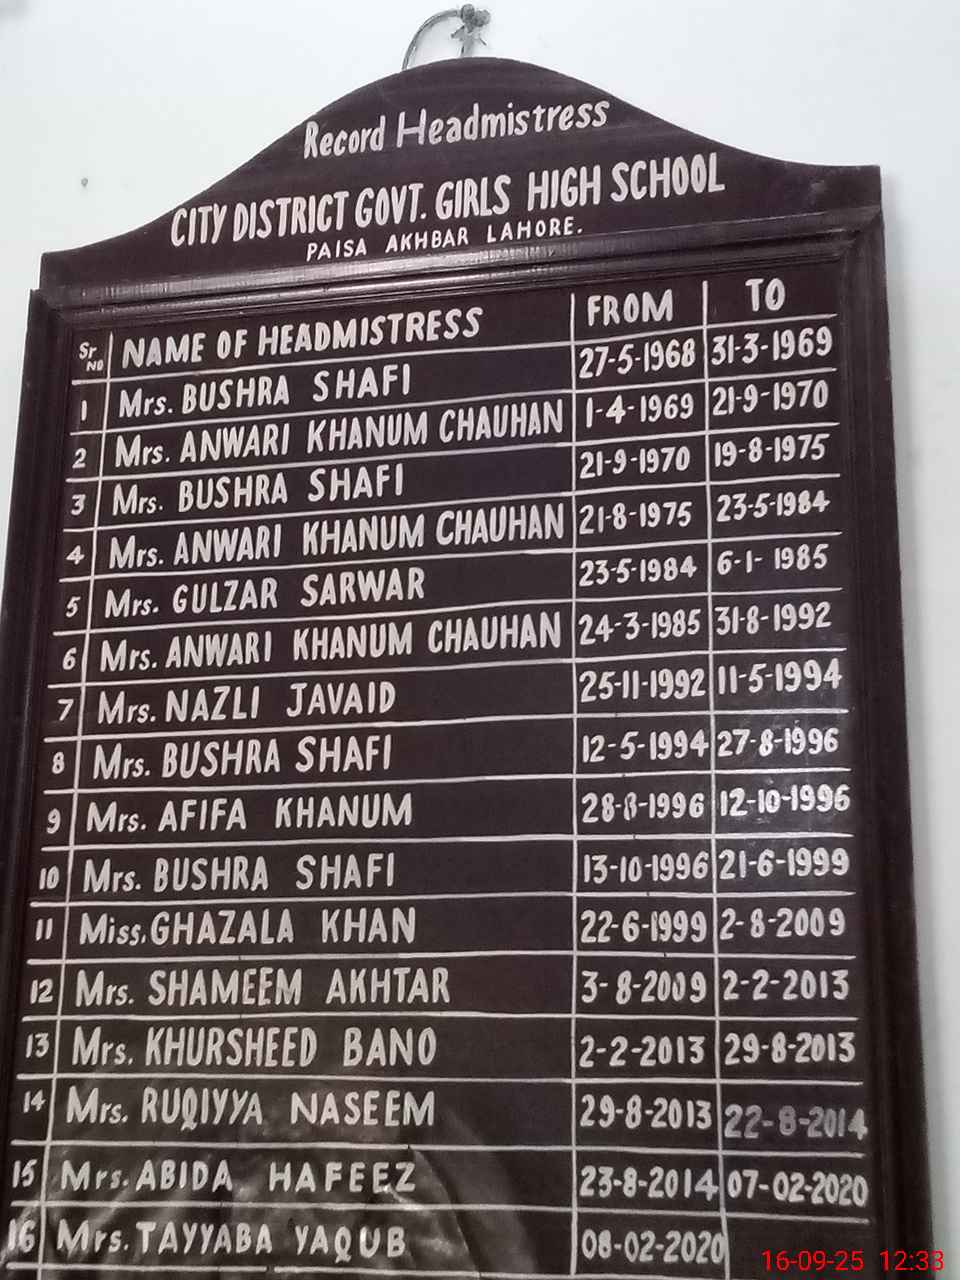 Record Headmistress
CITY DISTRICT GOVT. GIRLS HIGH SCHOOL
PAISA AKHBAR LAHORE.
Sr No NAME OF HEADMISTRESS FROM TO
1 Mrs. BUSHRA SHAFI 27-5-1968 31-3-1969
2 Mrs. ANWARI KHANUM CHAUHAN 1-4-1969 21-9-1970
3 Mrs. BUSHRA SHAFI 21-9-1970 19-8-1975
4 Mrs. ANWARI KHANUM CHAUHAN 21-8-1975 23-5-1984
5 Mrs. GULZAR SARWAR 23-5-1984 6-1-1985
6 Mrs. ANWARI KHANUM CHAUHAN 24-3-1985 31-8-1992
7 Mrs. NAZLI JAVAID 25-11-1992 11-5-1994
8 Mrs. BUSHRA SHAFI 12-5-1994 27-8-1996
9 Mrs. AFIFA KHANUM 28-8-1996 12-10-1996
10 Mrs. BUSHRA SHAFI 13-10-1996 21-6-1999
11 Miss. GHAZALA KHAN 22-6-1999 2-8-2009
12 Mrs. SHAMEEM AKHTAR 3-8-2009 2-2-2013
13 Mrs. KHURSHEED BANO 2-2-2013 29-8-2013
14 Mrs. RUQIYYA NASEEM 29-8-2013 22-8-2014
15 Mrs. ABIDA HAFEEZ 23-8-2014 07-02-2020
16 Mrs. TAYYABA YAQUB 08-02-2020
16-09-25 12:33